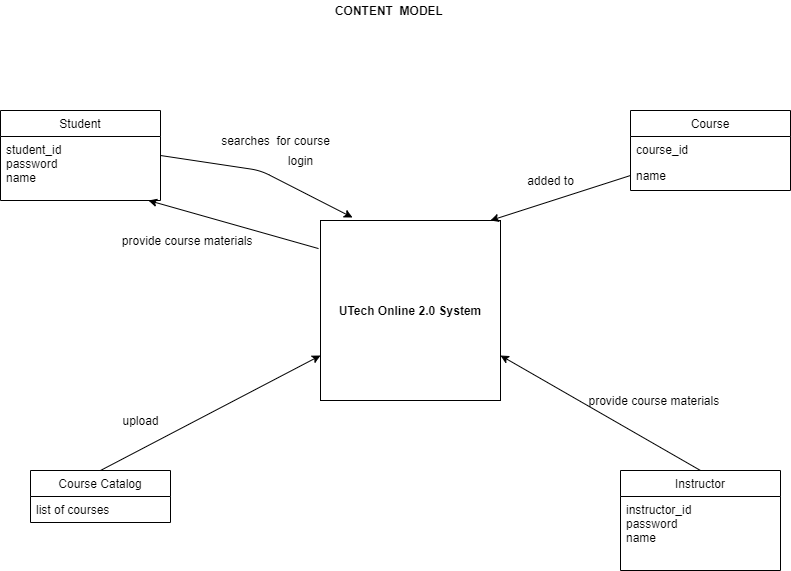 CONTENT MODEL
Student
student_id
password
name
searches for course
login
Course
course_id
name
added to
provide course materials
UTech Online 2.0 System
upload
provide course materials
Course Catalog
list of courses
Instructor
instructor_id
password
name